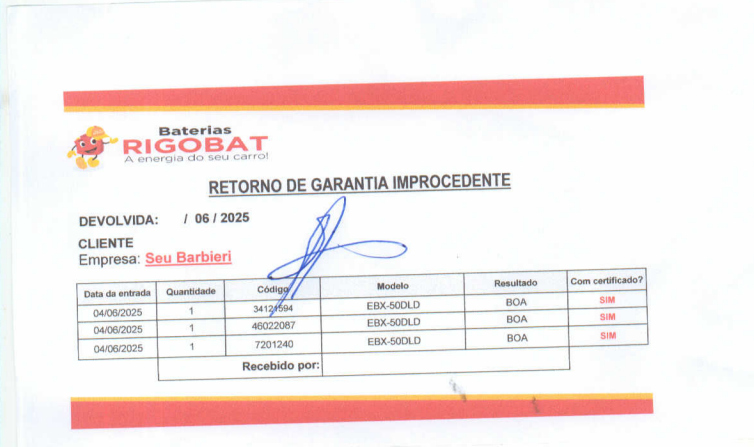 Baterias
RIGOBAT
A energia do seu carro!
RETORNO DE GARANTIA IMPROCEDENTE
DEVOLVIDA: / 06 / 2025
CLIENTE
Empresa: Seu Barbieri
Data da entrada Quantidade Código Modelo Resultado Com certificado?
04/06/2025 1 34121594 EBX-50DLD BOA SIM
04/06/2025 1 46022087 EBX-50DLD BOA SIM
04/06/2025 1 7201240 EBX-50DLD BOA SIM
Recebido por: